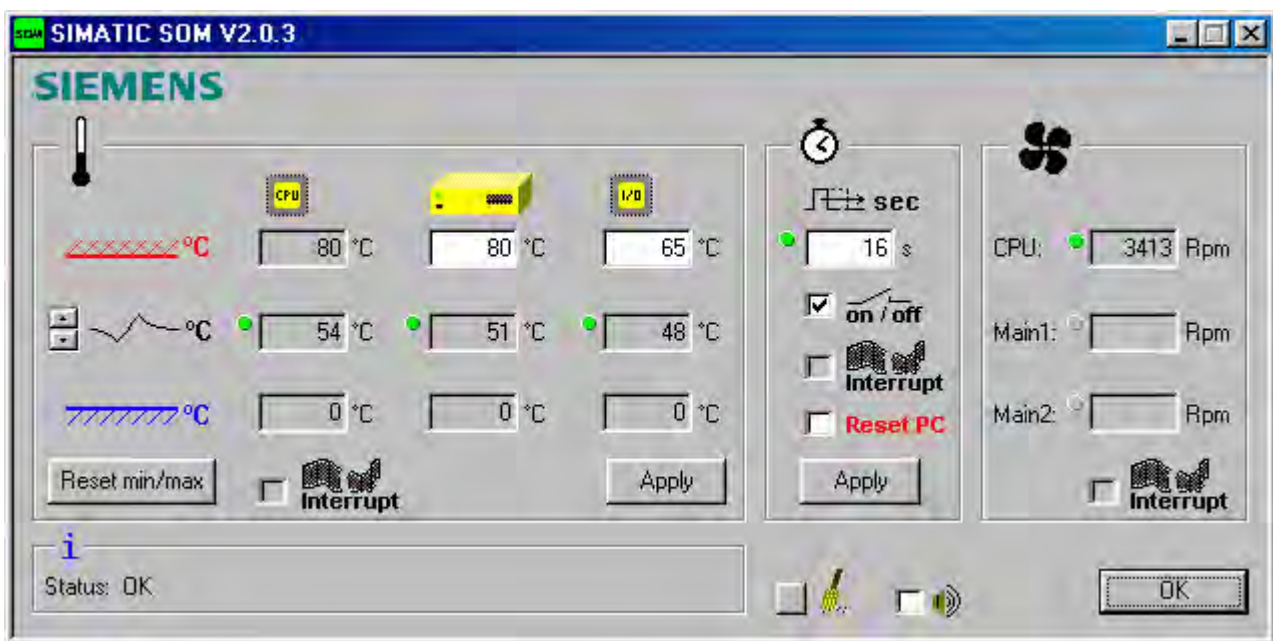 SOM SIMATIC SOM V2.0.3
SIEMENS
CPU I/O
sec
°C 80 °C 80 °C 65 °C 16 s CPU: 3413 Rpm
on / off
°C 54 °C 51 °C 48 °C Main1: Rpm
Interrupt
°C 0 °C 0 °C 0 °C Reset PC Main2: Rpm
Reset min/max Interrupt Apply Apply Interrupt
i
Status: OK
OK